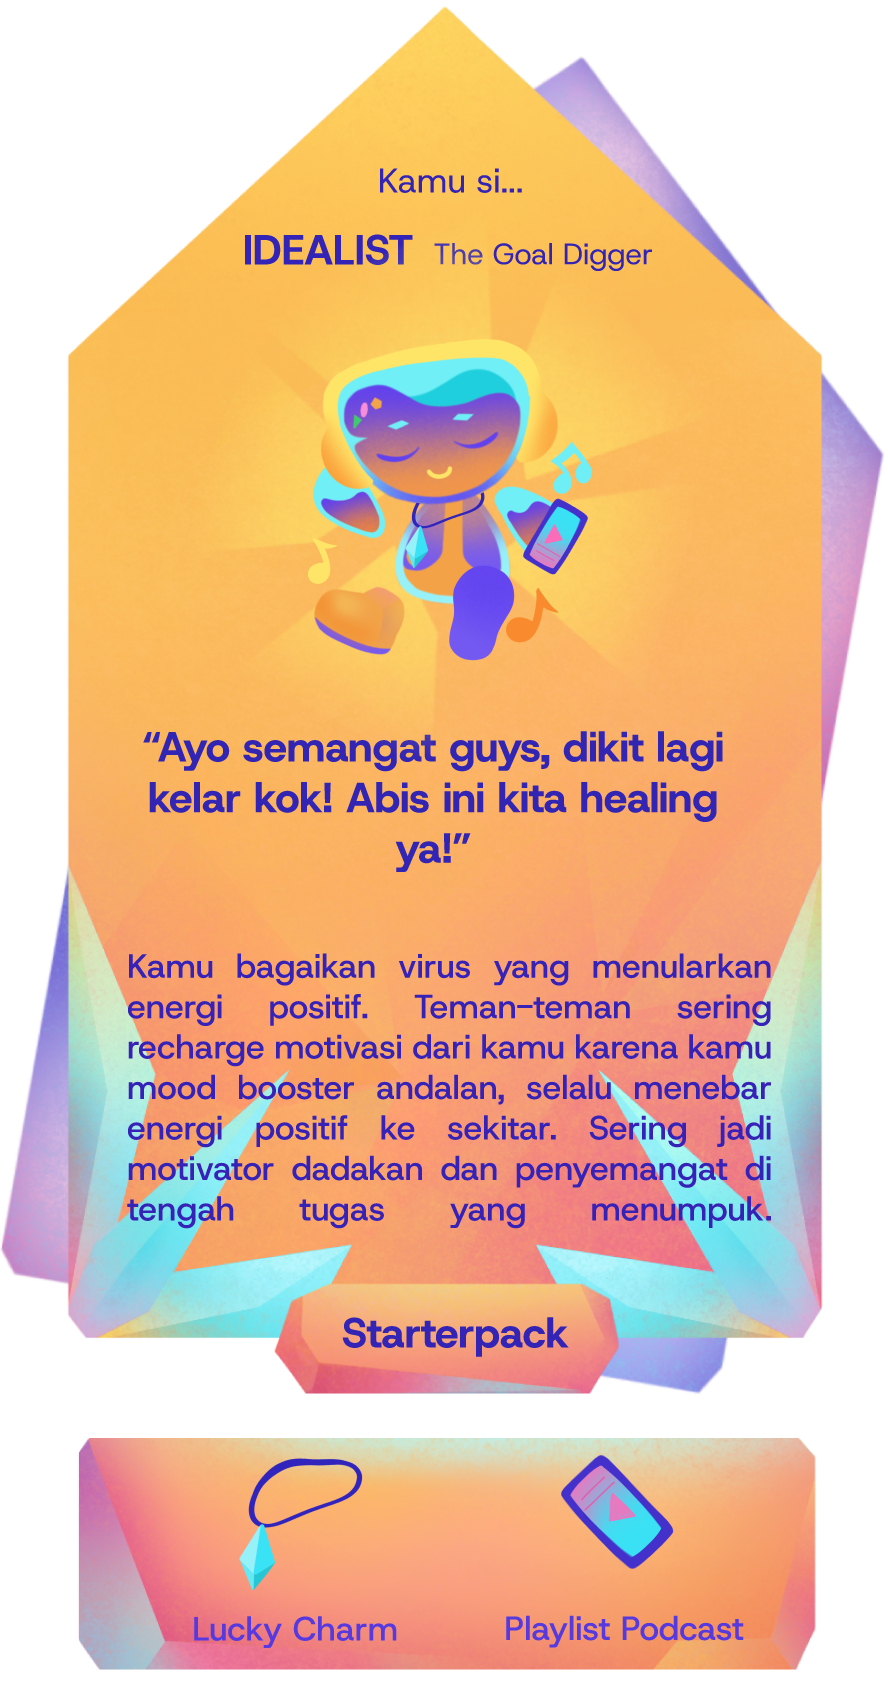 Kamu si...
IDEALIST The Goal Digger
“Ayo semangat guys, dikit lagi
kelar kok! Abis ini kita healing
ya!”
Kamu bagaikan virus yang menularkan
energi positif. Teman-teman sering
recharge motivasi dari kamu karena kamu
mood booster andalan, selalu menebar
energi positif ke sekitar. Sering jadi
motivator dadakan dan penyemangat di
tengah tugas yang menumpuk.
Starterpack
Lucky Charm Playlist Podcast